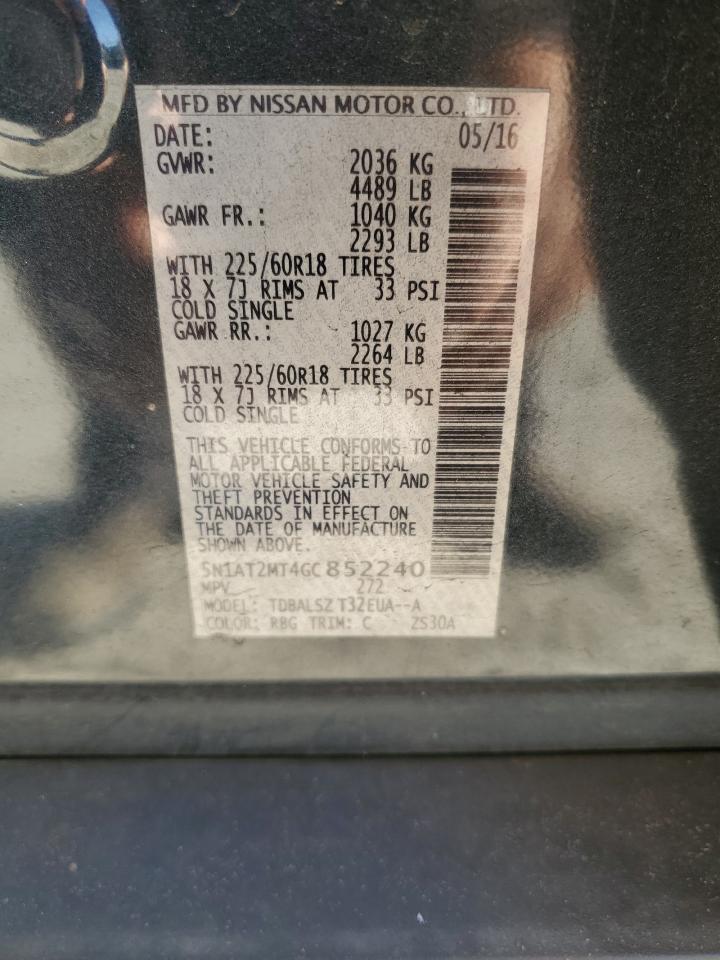 MFD BY NISSAN MOTOR CO., LTD.
DATE: 05/16
GVWR: 2036 KG
4489 LB
GAWR FR.: 1040 KG
2293 LB
WITH 225/60R18 TIRES
18 X 7J RIMS AT 33 PSI
COLD SINGLE
GAWR RR.: 1027 KG
2264 LB
WITH 225/60R18 TIRES
18 X 7J RIMS AT 33 PSI
COLD SINGLE
THIS VEHICLE CONFORMS TO
ALL APPLICABLE FEDERAL
MOTOR VEHICLE SAFETY AND
THEFT PREVENTION
STANDARDS IN EFFECT ON
THE DATE OF MANUFACTURE
SHOWN ABOVE.
5N1AT2MT4GC852240
MPV 272
MODEL: TDBALSZ T32EUA--A
COLOR: RBG TRIM: C 2S30A